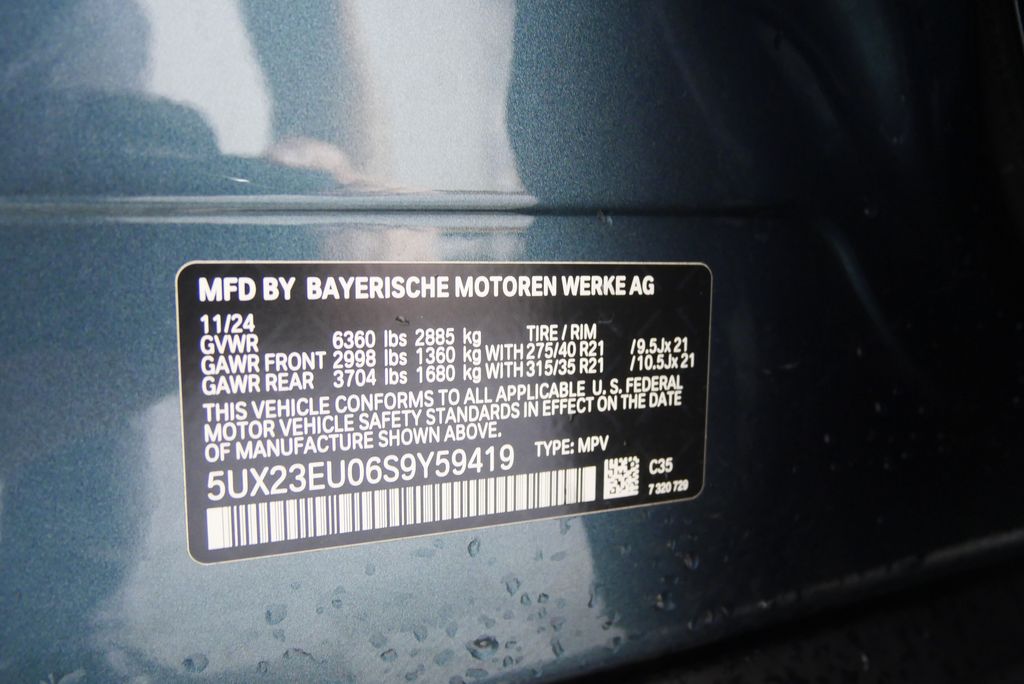 MFD BY BAYERISCHE MOTOREN WERKE AG
11/24 TIRE / RIM
GVWR 6360 lbs 2885 kg
GAWR FRONT 2998 lbs 1360 kg WITH 275/40 R21 /9.5Jx21
GAWR REAR 3704 lbs 1680 kg WITH 315/35 R21 /10.5Jx21
THIS VEHICLE CONFORMS TO ALL APPLICABLE U.S. FEDERAL
MOTOR VEHICLE SAFETY STANDARDS IN EFFECT ON THE DATE
OF MANUFACTURE SHOWN ABOVE.
5UX23EU06S9Y59419 TYPE: MPV
C35
7 320 729